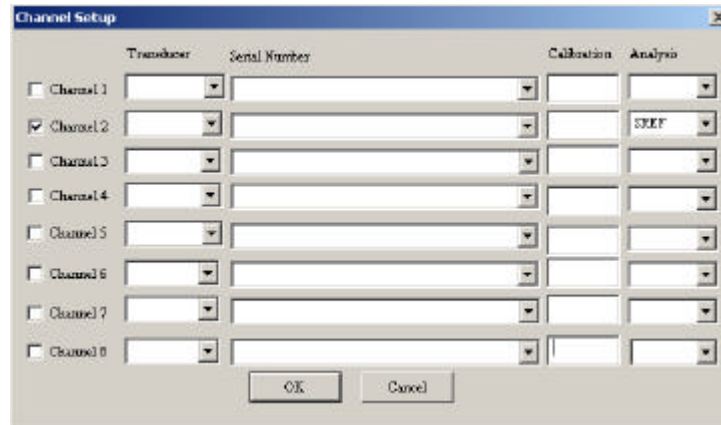 Channel Setup
Transducer Serial Number Calibration Analysis
Channel 1
Channel 2 SREF
Channel 3
Channel 4
Channel 5
Channel 6
Channel 7
Channel 8
OK Cancel